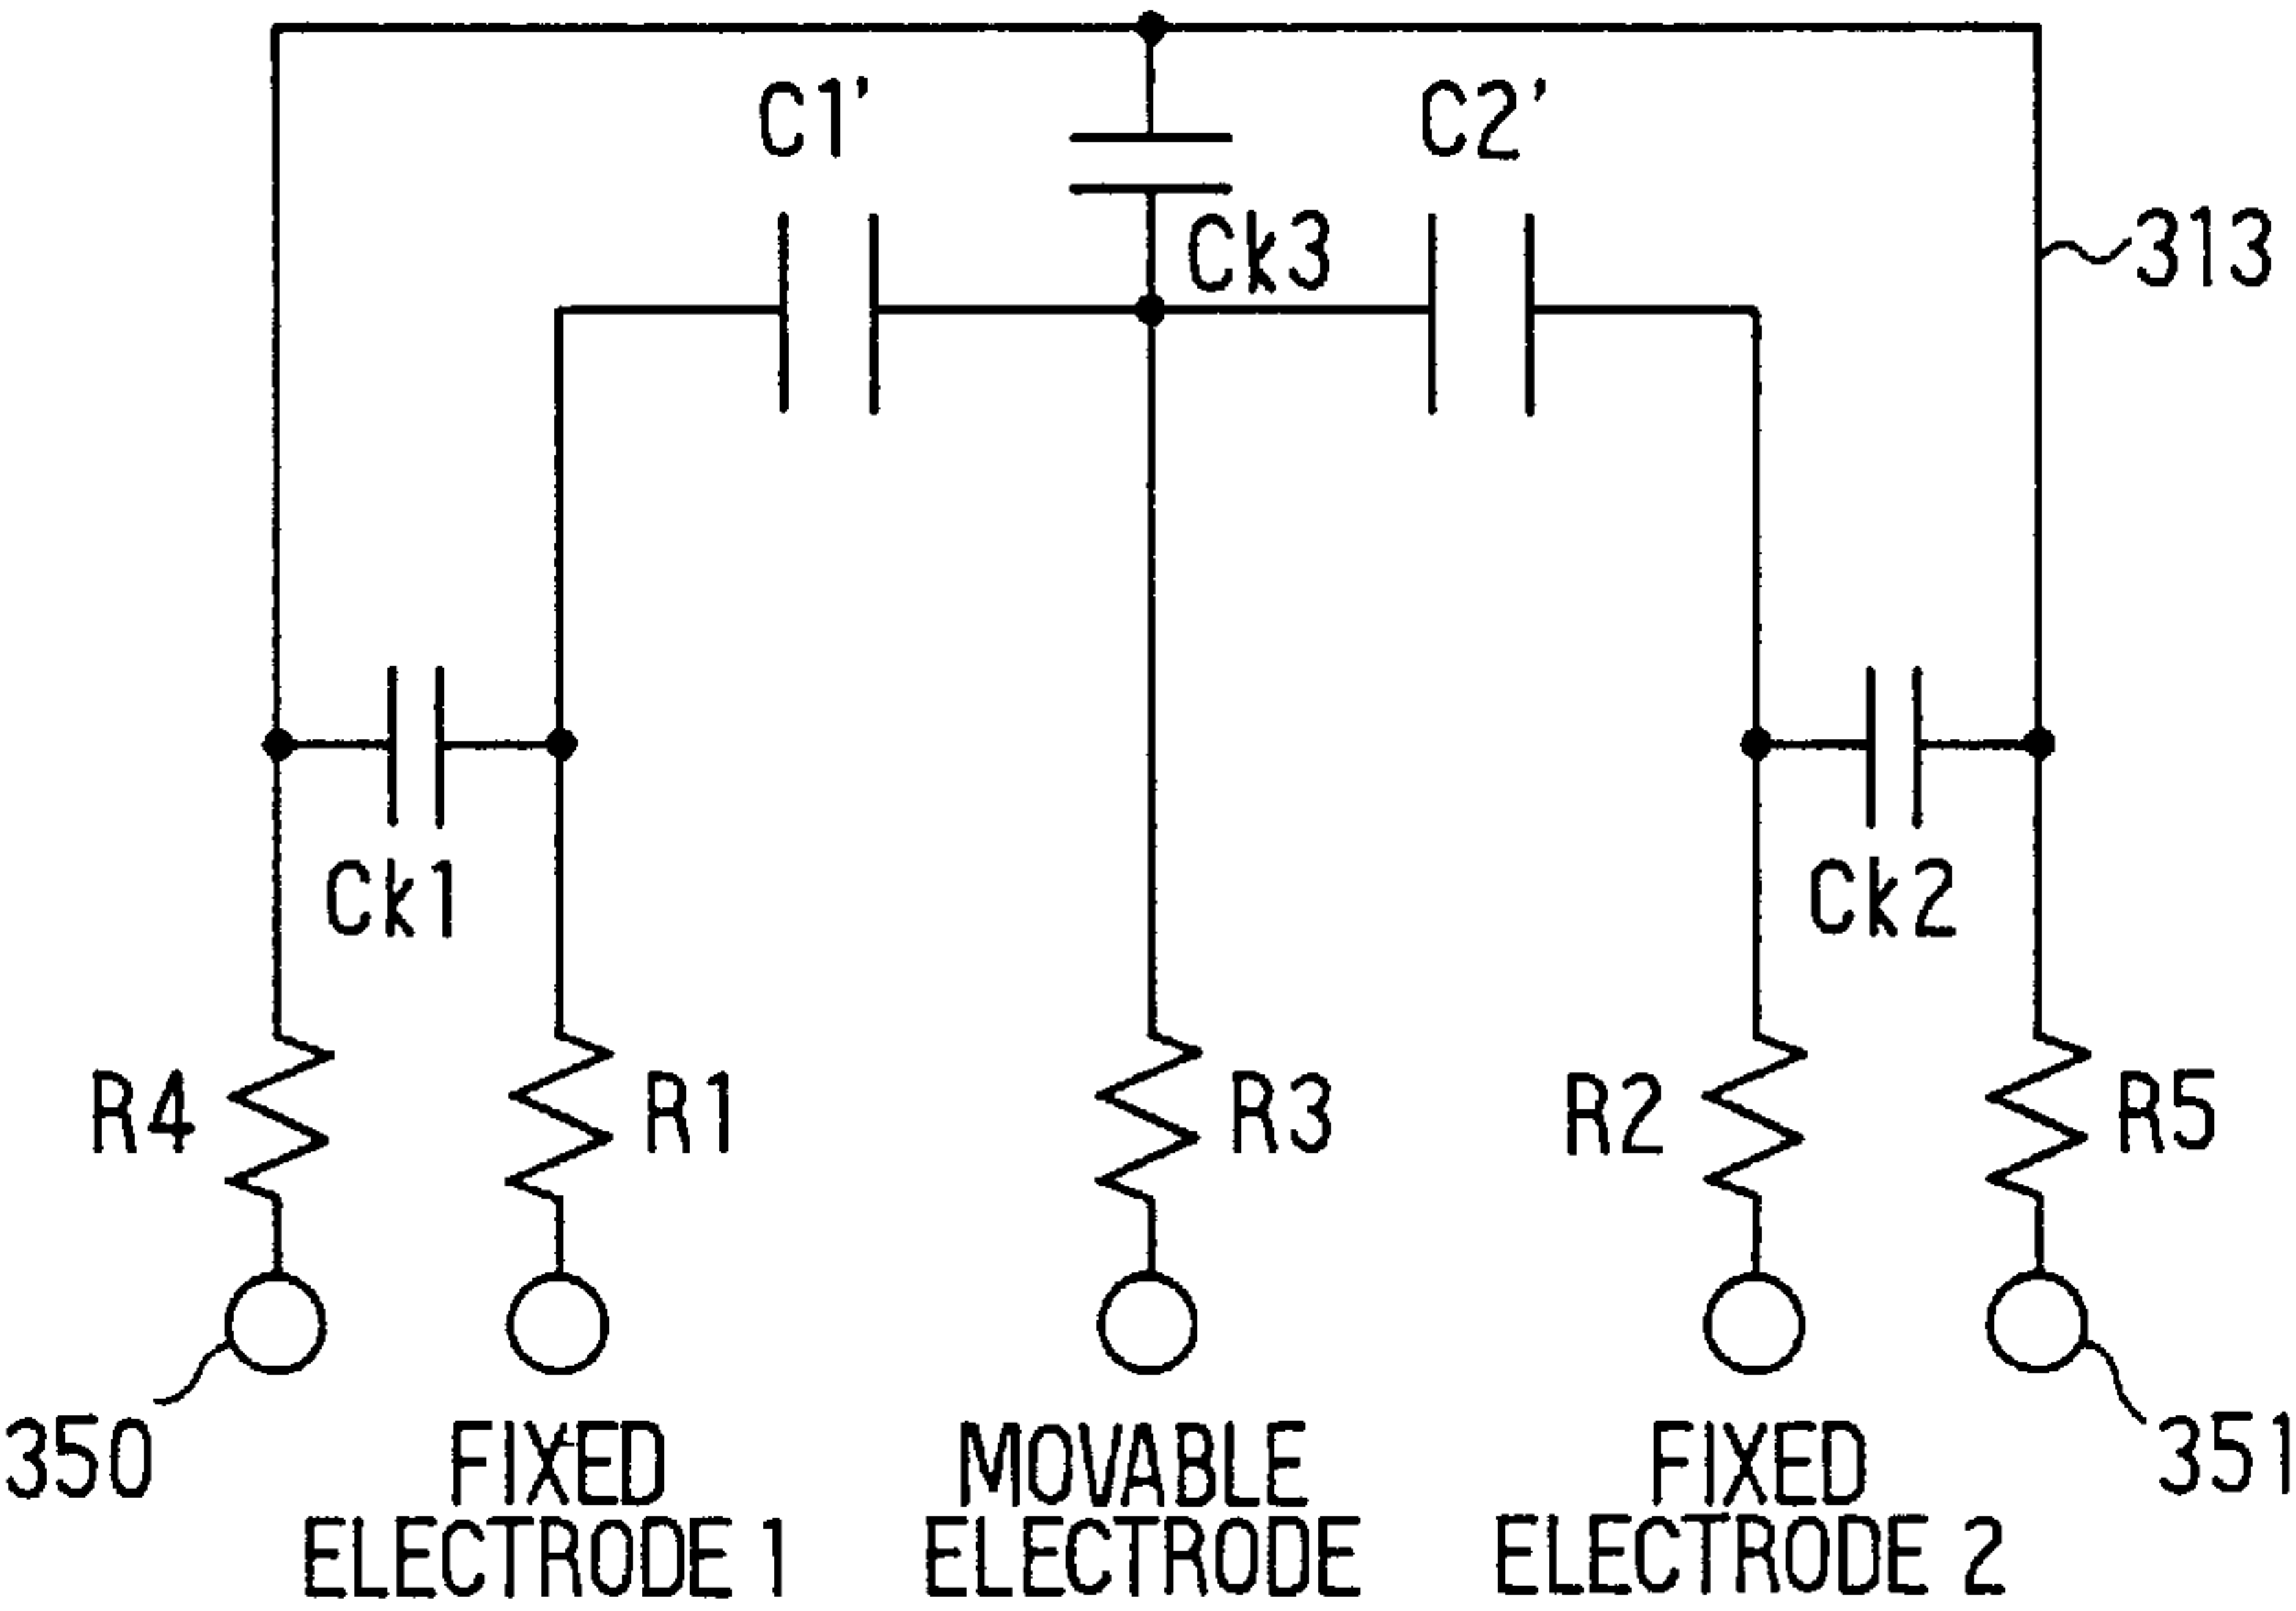 C1'
C2'
Ck3
313
Ck1
Ck2
R4
R1
R3
R2
R5
350
FIXED
ELECTRODE 1
MOVABLE
ELECTRODE
FIXED
ELECTRODE 2
351